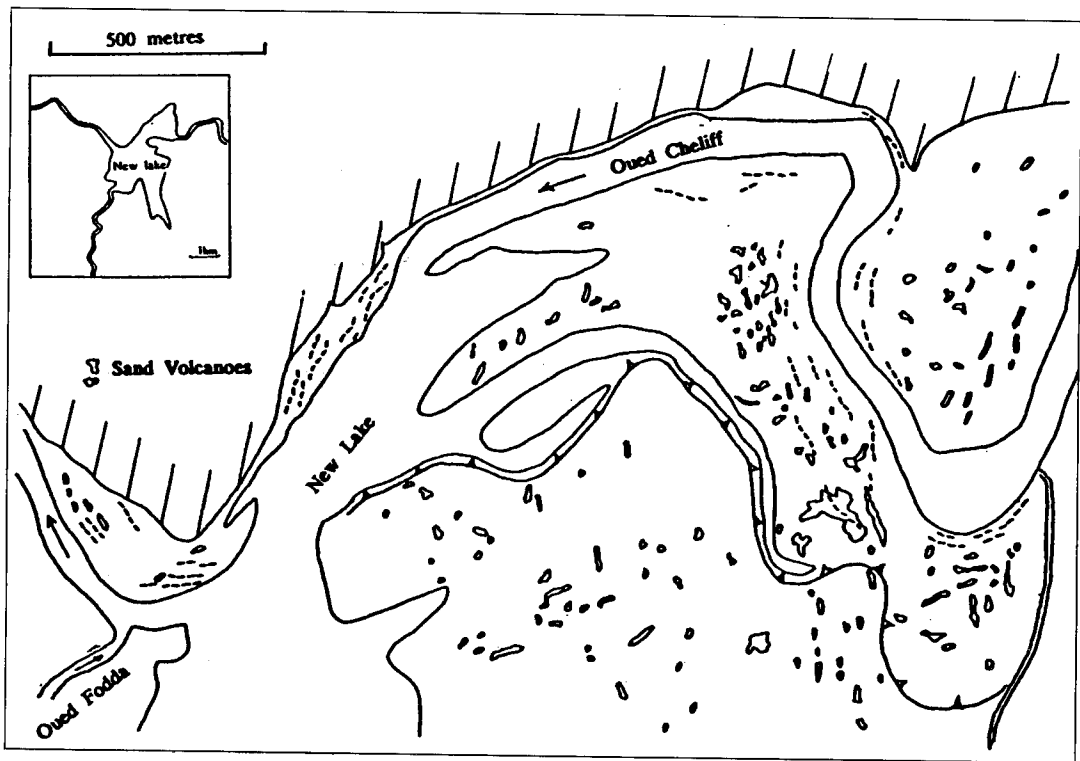 500 metres
New lake
1km
Oued Cheliff
Sand Volcanoes
New Lake
Oued Fodda